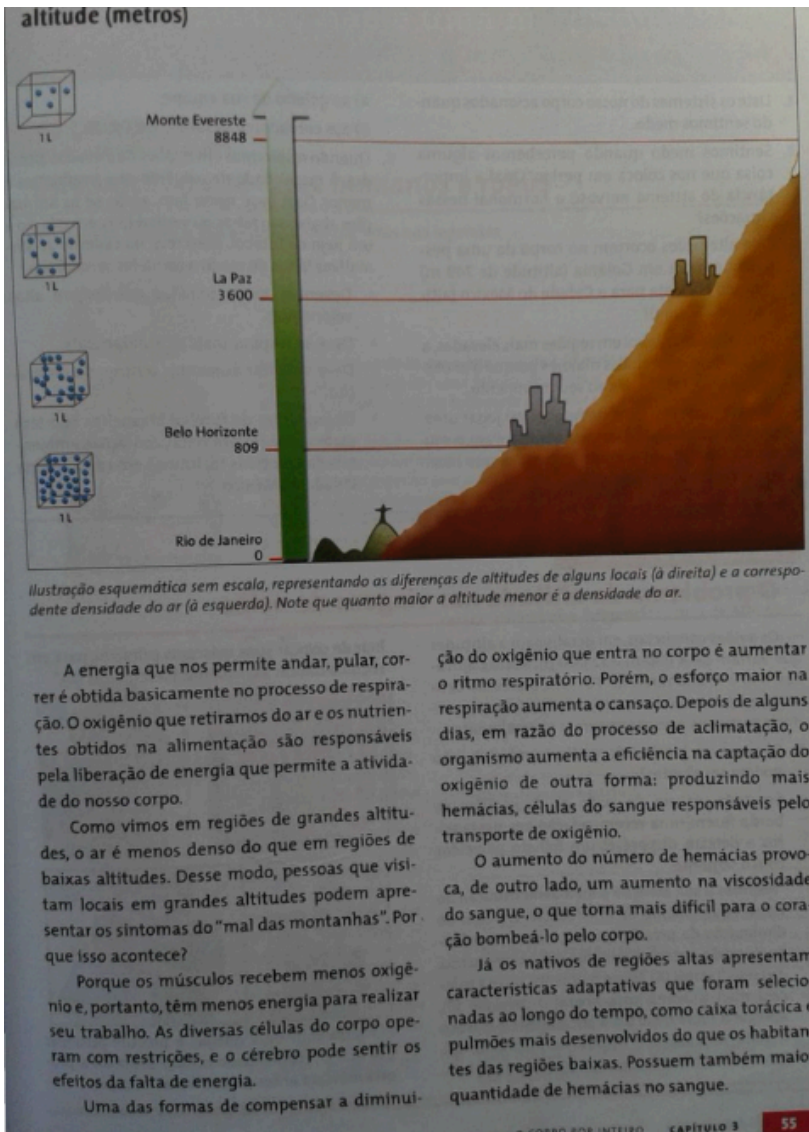 altitude (metros)
1 L
Monte Evereste
8848
1 L
La Paz
3600
1 L
Belo Horizonte
809
1 L
Rio de Janeiro
0
Ilustração esquemática sem escala, representando as diferenças de altitudes de alguns locais (à direita) e a correspo-
dente densidade do ar (à esquerda). Note que quanto maior a altitude menor é a densidade do ar.
A energia que nos permite andar, pular, cor-
rer é obtida basicamente no processo de respira-
ção. O oxigênio que retiramos do ar e os nutrien-
tes obtidos na alimentação são responsáveis
pela liberação de energia que permite a ativida-
de do nosso corpo.
Como vimos em regiões de grandes altitu-
des, o ar é menos denso do que em regiões de
baixas altitudes. Desse modo, pessoas que visi-
tam locais em grandes altitudes podem apre-
sentar os sintomas do “mal das montanhas”. Por
que isso acontece?
Porque os músculos recebem menos oxigê-
nio e, portanto, têm menos energia para realizar
seu trabalho. As diversas células do corpo ope-
ram com restrições, e o cérebro pode sentir os
efeitos da falta de energia.
Uma das formas de compensar a diminui-
ção do oxigênio que entra no corpo é aumentar
o ritmo respiratório. Porém, o esforço maior na
respiração aumenta o cansaço. Depois de alguns
dias, em razão do processo de aclimatação, o
organismo aumenta a eficiência na captação do
oxigênio de outra forma: produzindo mais
hemácias, células do sangue responsáveis pelo
transporte de oxigênio.
O aumento do número de hemácias provo-
ca, de outro lado, um aumento na viscosidade
do sangue, o que torna mais difícil para o cora
ção bombeá-lo pelo corpo.
Já os nativos de regiões altas apresentam
características adaptativas que foram selecio
nadas ao longo do tempo, como caixa torácica e
pulmões mais desenvolvidos do que os habitan
tes das regiões baixas. Possuem também maio
quantidade de hemácias no sangue.
CORPO POR INTEIRO CAPÍTULO 3 55